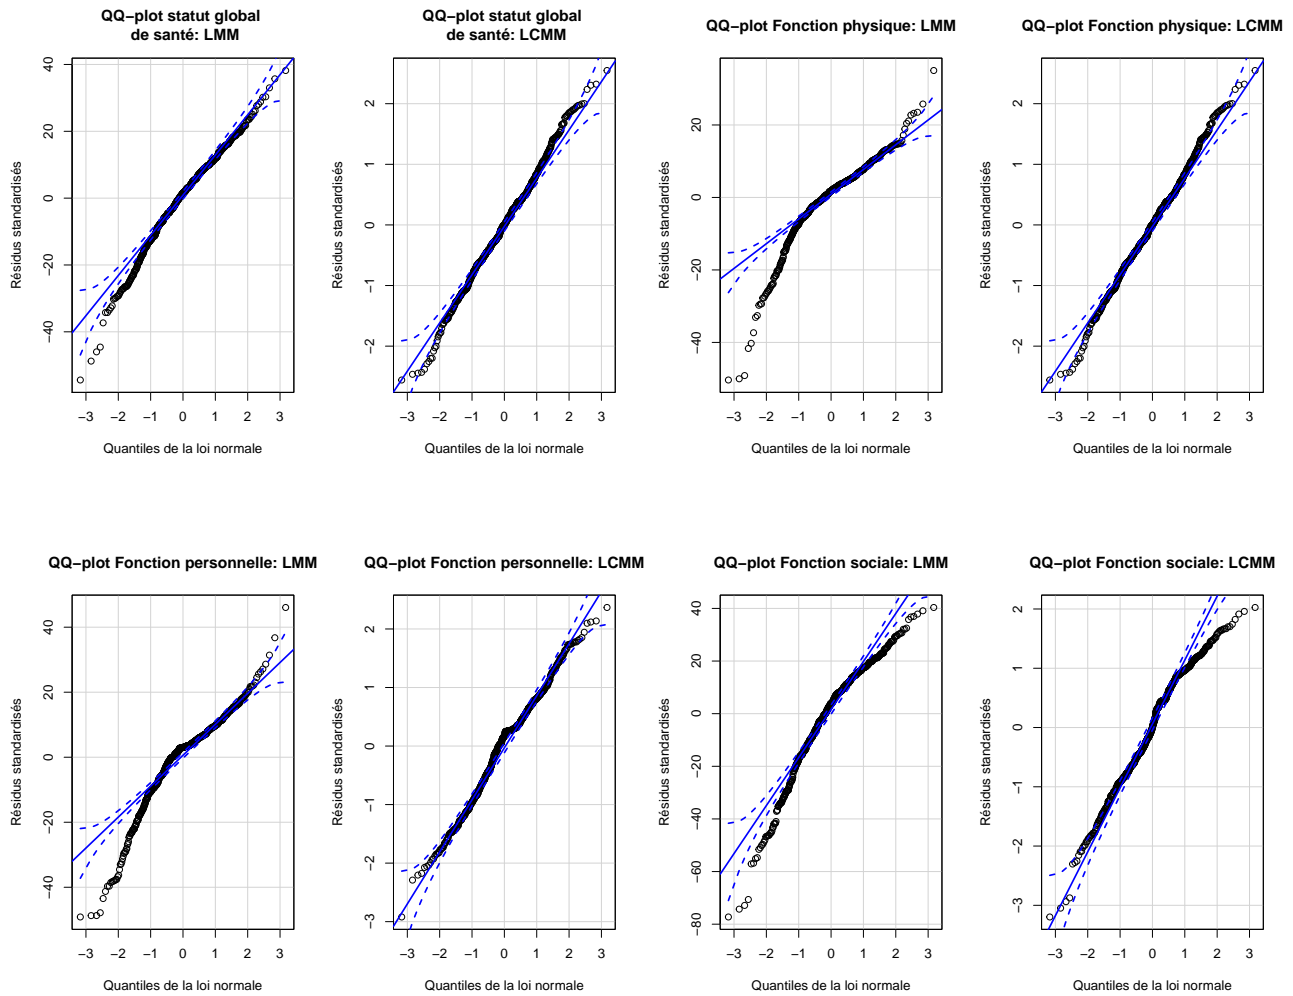 QQ−plot statut global
de santé: LMM
Résidus standardisés
40
20
0
−20
−40
−3 −2 −1 0 1 2 3
Quantiles de la loi normale
QQ−plot statut global
de santé: LCMM
Résidus standardisés
2
1
0
−1
−2
−3 −2 −1 0 1 2 3
Quantiles de la loi normale
QQ−plot Fonction physique: LMM
Résidus standardisés
20
0
−20
−40
−3 −2 −1 0 1 2 3
Quantiles de la loi normale
QQ−plot Fonction physique: LCMM
Résidus standardisés
2
1
0
−1
−2
−3 −2 −1 0 1 2 3
Quantiles de la loi normale
QQ−plot Fonction personnelle: LMM
Résidus standardisés
40
20
0
−20
−40
−3 −2 −1 0 1 2 3
Quantiles de la loi normale
QQ−plot Fonction personnelle: LCMM
Résidus standardisés
2
1
0
−1
−2
−3
−3 −2 −1 0 1 2 3
Quantiles de la loi normale
QQ−plot Fonction sociale: LMM
Résidus standardisés
40
20
0
−20
−40
−60
−80
−3 −2 −1 0 1 2 3
Quantiles de la loi normale
QQ−plot Fonction sociale: LCMM
Résidus standardisés
2
1
0
−1
−2
−3
−3 −2 −1 0 1 2 3
Quantiles de la loi normale